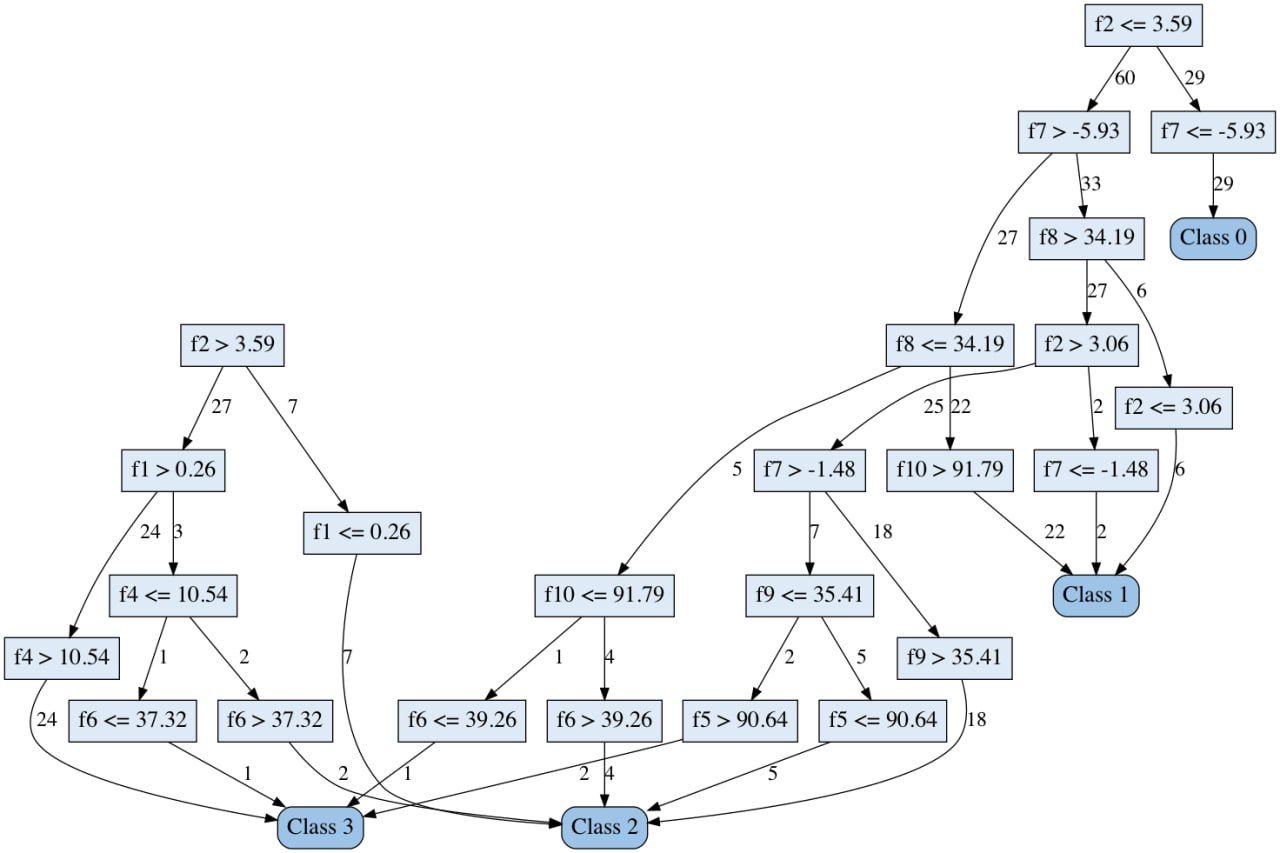 f2 <= 3.59
60
29
f7 > -5.93
f7 <= -5.93
33
29
27
f8 > 34.19
Class 0
27
6
f2 > 3.59
f8 <= 34.19
f2 > 3.06
27
7
25
22
2
f2 <= 3.06
f1 > 0.26
5
f7 > -1.48
f10 > 91.79
f7 <= -1.48
6
24
3
f1 <= 0.26
7
18
22
2
f4 <= 10.54
f10 <= 91.79
f9 <= 35.41
Class 1
f4 > 10.54
1
2
7
1
4
2
5
f9 > 35.41
24
f6 <= 37.32
f6 > 37.32
f6 <= 39.26
f6 > 39.26
f5 > 90.64
f5 <= 90.64
18
1
2
1
2
4
5
Class 3
Class 2